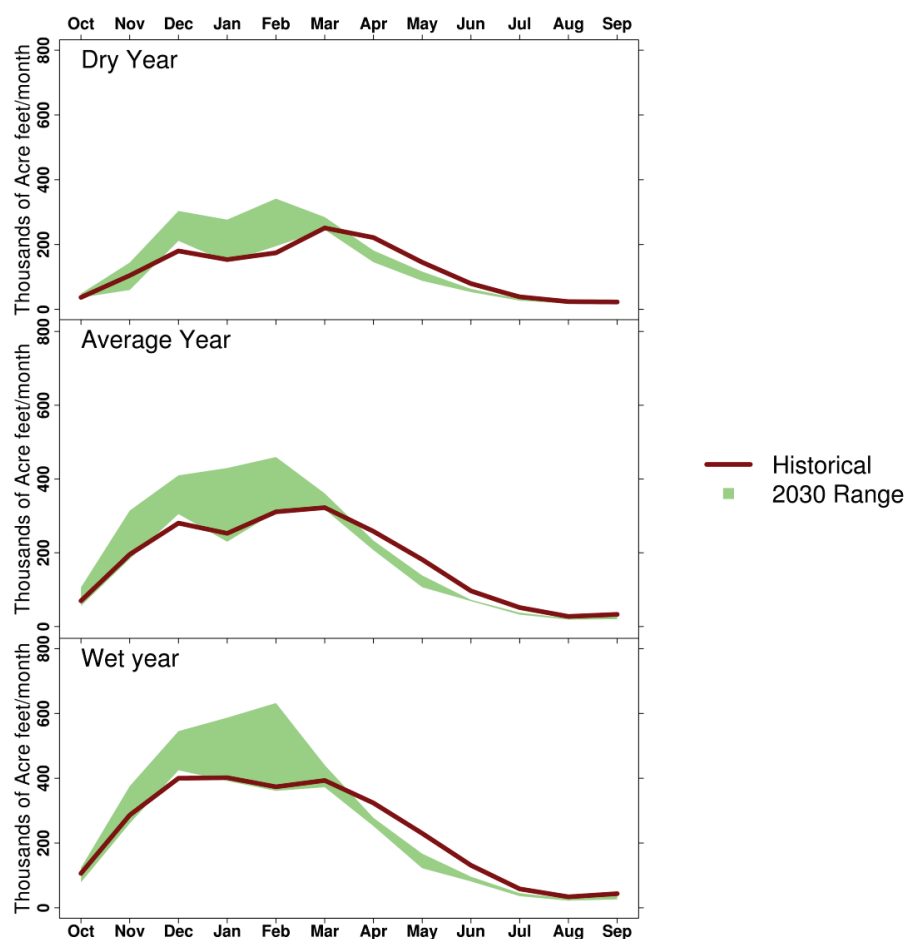 Oct Nov Dec Jan Feb Mar Apr May Jun Jul Aug Sep
Dry Year
Thousands of Acre feet/month
800
600
400
200
0
Average Year
Thousands of Acre feet/month
800
600
400
200
0
Historical
2030 Range
Wet year
Thousands of Acre feet/month
800
600
400
200
0
Oct Nov Dec Jan Feb Mar Apr May Jun Jul Aug Sep